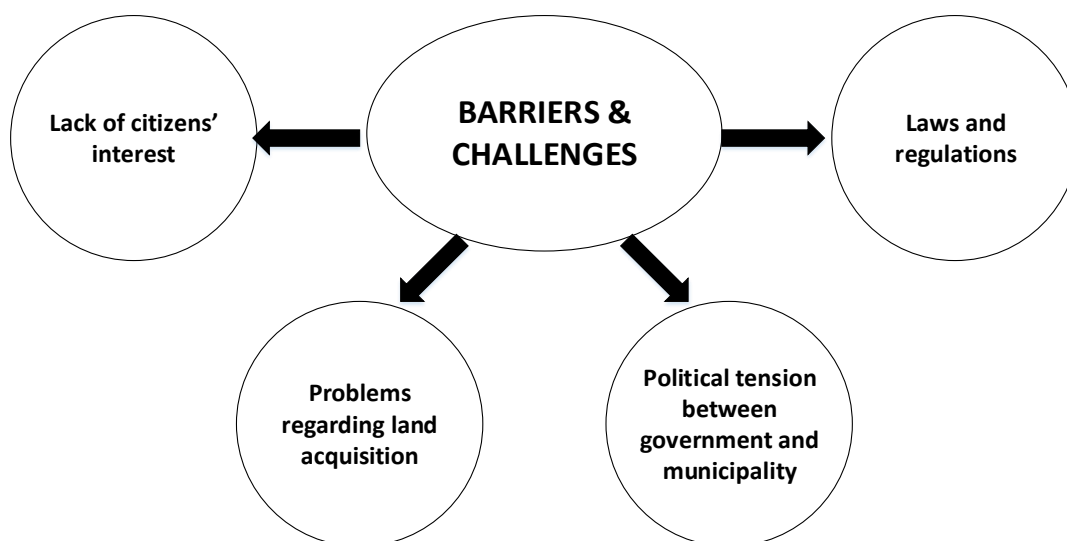 BARRIERS &
CHALLENGES
Lack of citizens’
interest
Laws and
regulations
Problems
regarding land
acquisition
Political tension
between
government and
municipality